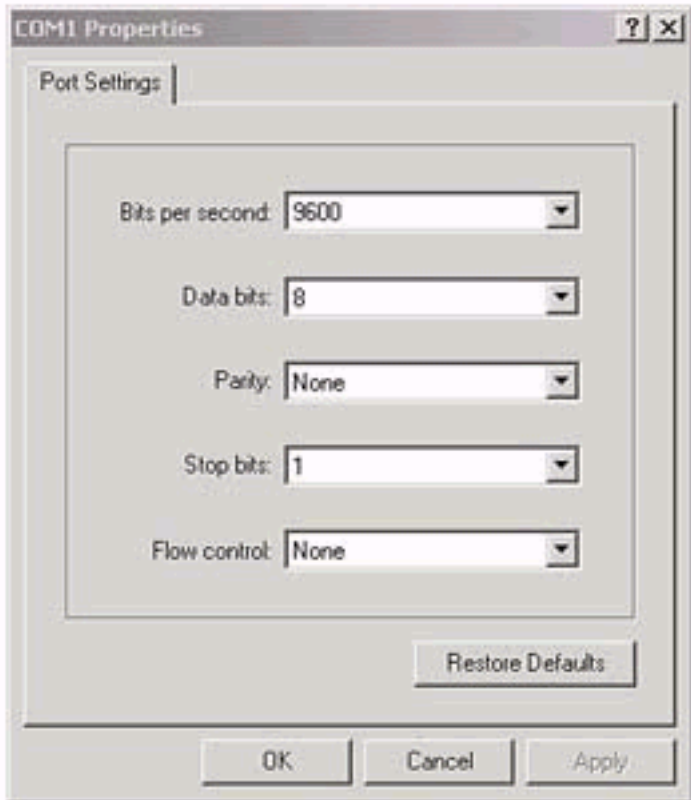 COM1 Properties
Port Settings
Bits per second: 9600
Data bits: 8
Parity: None
Stop bits: 1
Flow control: None
Restore Defaults
OK Cancel Apply